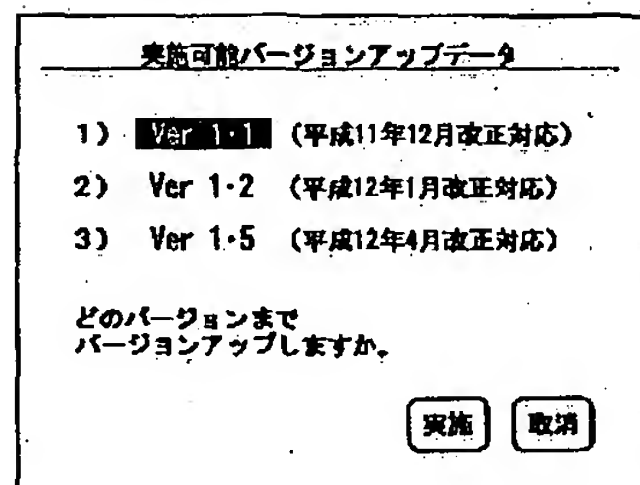 実施可能バージョンアップデータ
1) Ver 1・1 (平成11年12月改正対応)
2) Ver 1・2 (平成12年1月改正対応)
3) Ver 1・5 (平成12年4月改正対応)
どのバージョンまで
バージョンアップしますか。
実施 取消